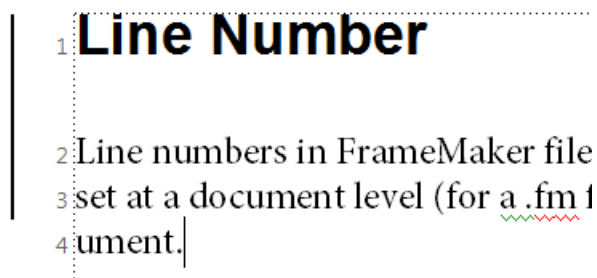 1 Line Number
2 Line numbers in FrameMaker file
3 set at a document level (for a .fm f
4 ument.